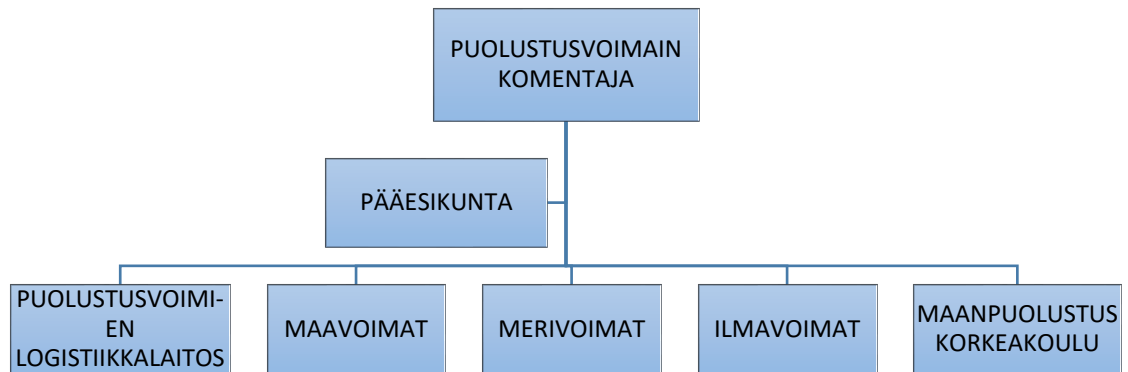 PUOLUSTUSVOIMAIN
KOMENTAJA
PÄÄESIKUNTA
PUOLUSTUSVOIMI-
EN
LOGISTIIKKALAITOS
MAAVOIMAT
MERIVOIMAT
ILMAVOIMAT
MAANPUOLUSTUS
KORKEAKOULU